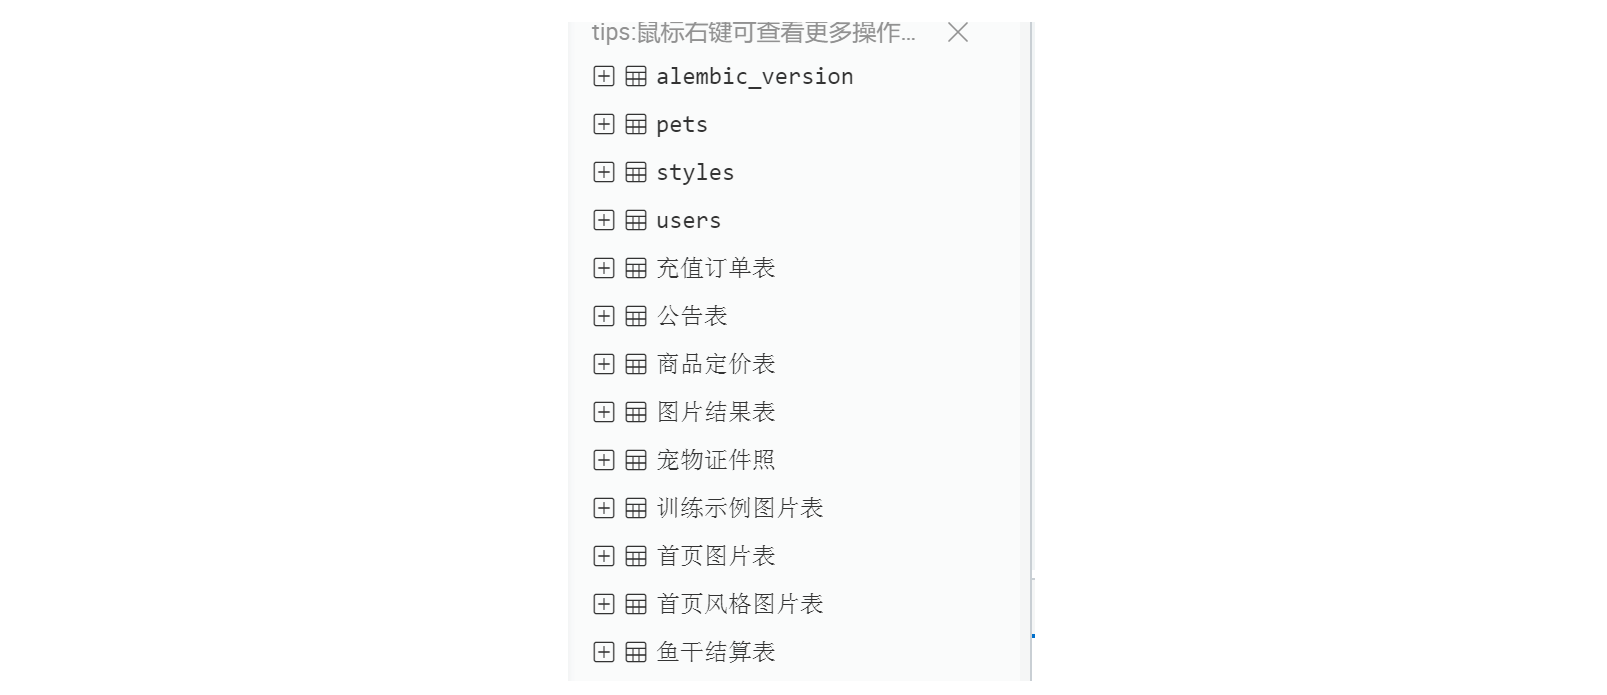 tips:鼠标右键可查看更多操作...
alembic_version
pets
styles
users
充值订单表
公告表
商品定价表
图片结果表
宠物证件照
训练示例图片表
首页图片表
首页风格图片表
鱼干结算表